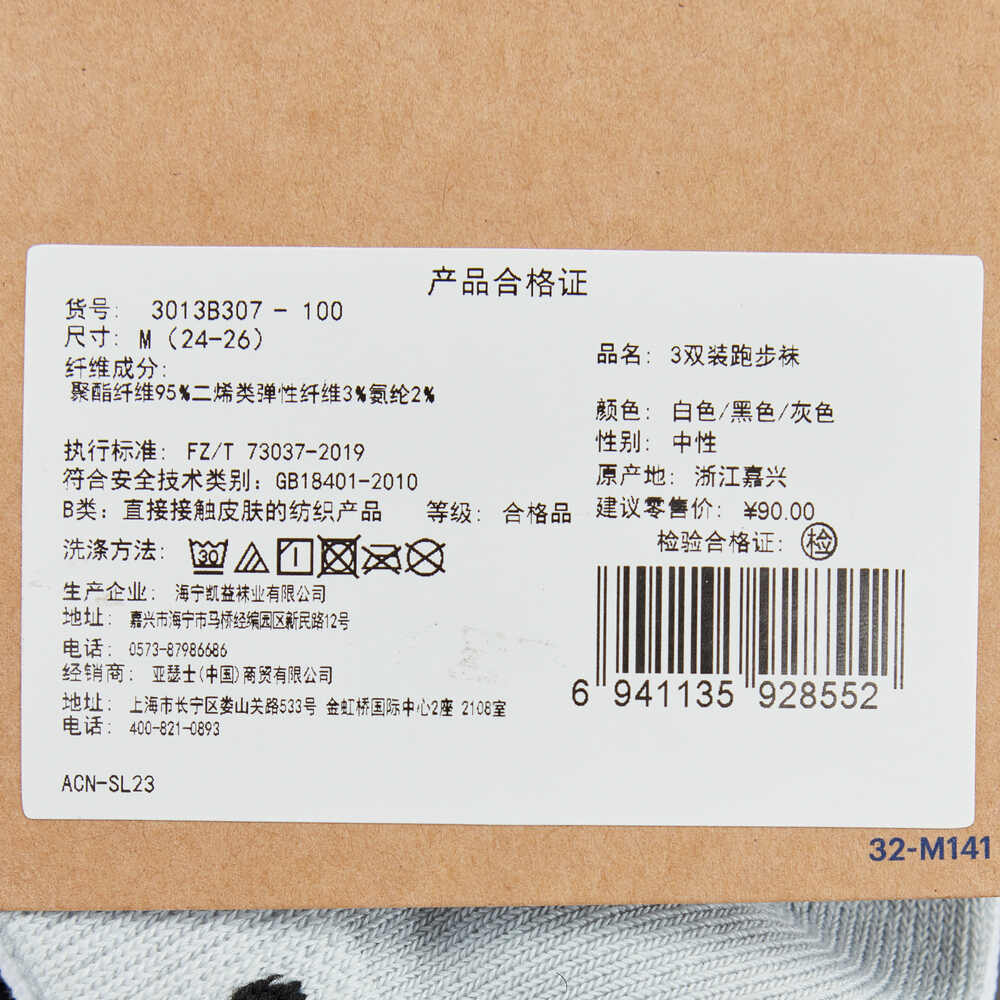 产品合格证
货号: 3013B307 - 100
尺寸: M (24-26)
纤维成分:
聚酯纤维95%二烯类弹性纤维3%氨纶2%
执行标准: FZ/T 73037-2019
符合安全技术类别: GB18401-2010
B类: 直接接触皮肤的纺织产品 等级: 合格品
洗涤方法: 30
生产企业: 海宁凯益袜业有限公司
地址: 嘉兴市海宁市马桥经编园区新民路12号
电话: 0573-87986686
经销商: 亚瑟士(中国)商贸有限公司
地址: 上海市长宁区娄山关路533号 金虹桥国际中心2座 2108室
电话: 400-821-0893
ACN-SL23
品名: 3双装跑步袜
颜色: 白色/黑色/灰色
性别: 中性
原产地: 浙江嘉兴
建议零售价: ¥90.00
检验合格证: 检
6 941135 928552
32-M141